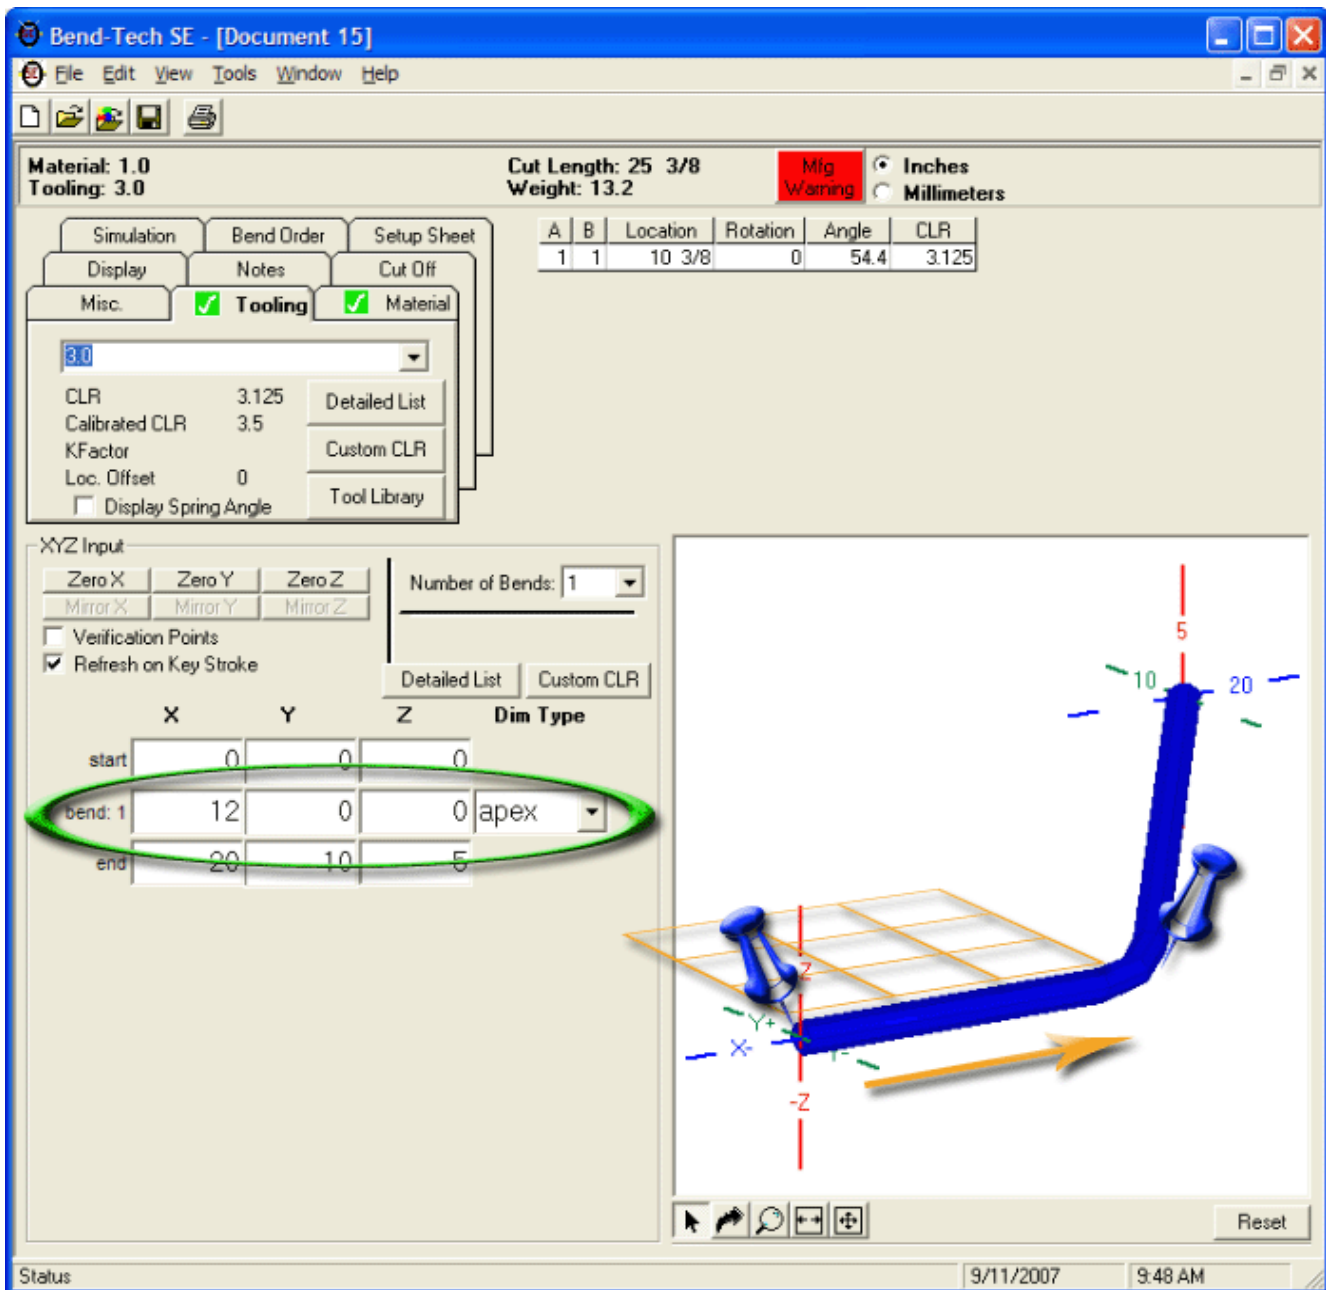 Bend-Tech SE - [Document 15]
File Edit View Tools Window Help
Material: 1.0
Tooling: 3.0
Cut Length: 25 3/8
Weight: 13.2
Mfg
Warning
Inches
Millimeters
Simulation Bend Order Setup Sheet
Display Notes Cut Off
Misc. Tooling Material
3.0
CLR 3.125
Calibrated CLR 3.5
KFactor
Loc. Offset 0
Display Spring Angle
Detailed List
Custom CLR
Tool Library
A B Location Rotation Angle CLR
1 1 10 3/8 0 54.4 3.125
XYZ Input
Zero X Zero Y Zero Z
Mirror X Mirror Y Mirror Z
Verification Points
Refresh on Key Stroke
Number of Bends: 1
Detailed List Custom CLR
X Y Z Dim Type
start 0 0 0
bend: 1 12 0 0 apex
end 20 10 5
5
10
20
Z
Y+
X-
Y-
-Z
Reset
Status 9/11/2007 9:48 AM